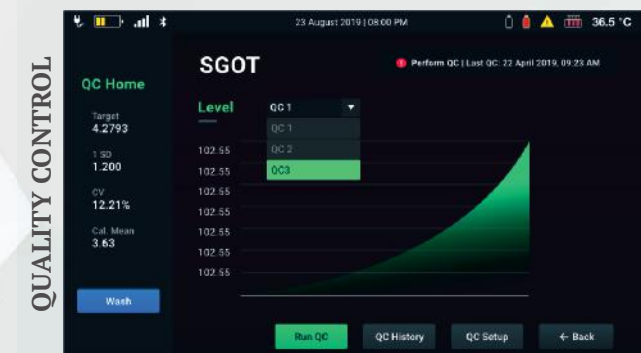 QUALITY CONTROL
23 August 2019 | 08:00 PM
36.5 °C
SGOT
Perform QC | Last QC: 22 April 2019, 09:23 AM
QC Home
Target
4.2793
1 SD
1.200
CV
12.21%
Cal. Mean
3.63
Wash
Level
QC 1
QC 1
QC 2
QC3
102.55
102.55
102.55
102.55
102.55
102.55
102.55
Run QC
QC History
QC Setup
← Back